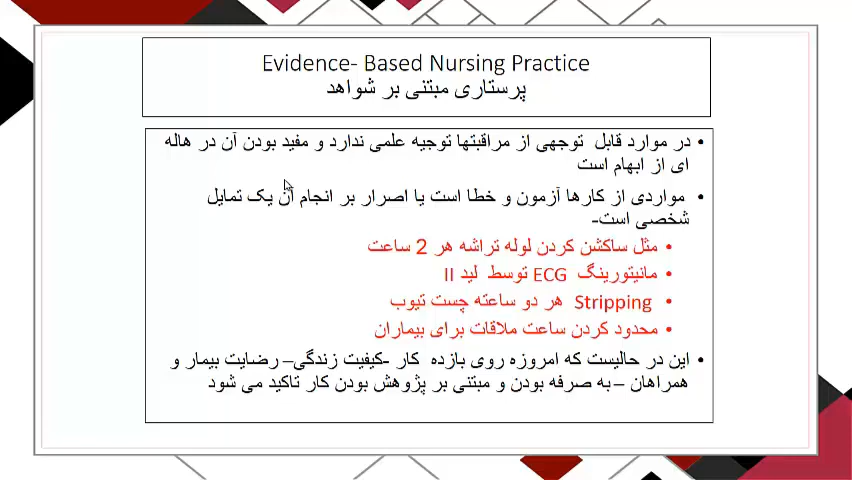 Evidence- Based Nursing Practice
پرستاری مبتنی بر شواهد
• در موارد قابل توجهی از مراقبتها توجیه علمی ندارد و مفید بودن آن در هاله
ای از ابهام است
• مواردی از کارها آزمون و خطا است یا اصرار بر انجام آن یک تمایل
شخصی است-
• مثل ساکشن کردن لوله تراشه هر 2 ساعت
• مانیتورینگ ECG توسط لید II
• Stripping هر دو ساعته چست تیوب
• محدود کردن ساعت ملاقات برای بیماران
• این در حالیست که امروزه روی بازده کار -کیفیت زندگی– رضایت بیمار و
همراهان – به صرفه بودن و مبتنی بر پژوهش بودن کار تاکید می شود